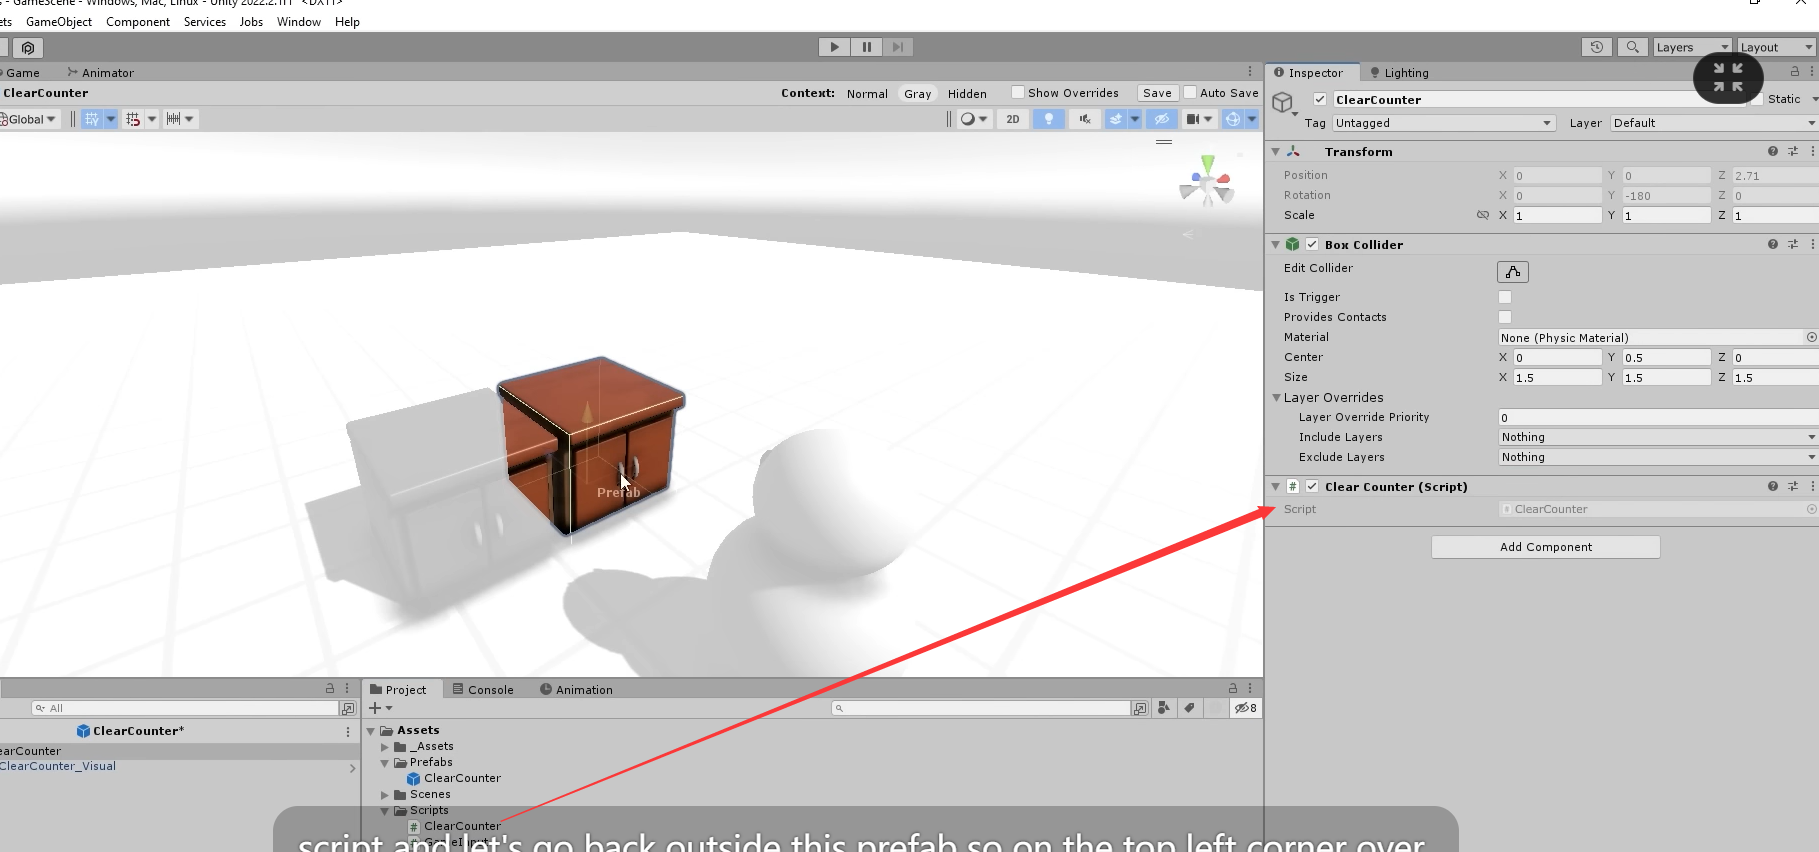 GameScene - Windows, Mac, Linux - Unity 2022.2.1f1* <DX11>
ets GameObject Component Services Jobs Window Help
Layers Layout
Game Animator
Inspector Lighting
ClearCounter Context: Normal Gray Hidden Show Overrides Save Auto Save
ClearCounter Static
Global 2D
Tag Untagged Layer Default
Transform
Position X 0 Y 0 Z 2.71
Rotation X 0 Y -180 Z 0
Scale X 1 Y 1 Z 1
Box Collider
Edit Collider
Is Trigger
Provides Contacts
Material None (Physic Material)
Center X 0 Y 0.5 Z 0
Size X 1.5 Y 1.5 Z 1.5
Layer Overrides
Layer Override Priority 0
Include Layers Nothing
Exclude Layers Nothing
Clear Counter (Script)
Script ClearCounter
Add Component
Prefab
All
ClearCounter*
earCounter
ClearCounter_Visual
Project Console Animation
8
Assets
_Assets
Prefabs
ClearCounter
Scenes
Scripts
ClearCounter
GameInput
script and let's go back outside this prefab so on the top left corner over